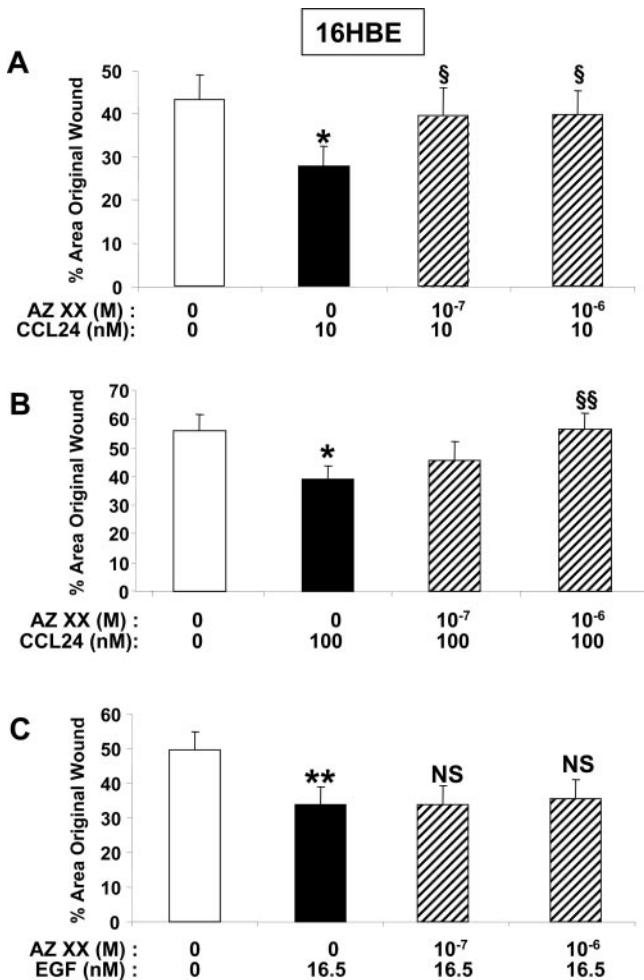 16HBE
A
% Area Original Wound
50
40
30
20
10
0
*
§
§
AZ XX (M) : 0 0 10⁻⁷ 10⁻⁶
CCL24 (nM): 0 10 10 10
B
% Area Original Wound
70
60
50
40
30
20
10
0
*
§§
AZ XX (M) : 0 0 10⁻⁷ 10⁻⁶
CCL24 (nM): 0 100 100 100
C
% Area Original Wound
60
50
40
30
20
10
0
**
NS
NS
AZ XX (M) : 0 0 10⁻⁷ 10⁻⁶
EGF (nM) : 0 16.5 16.5 16.5